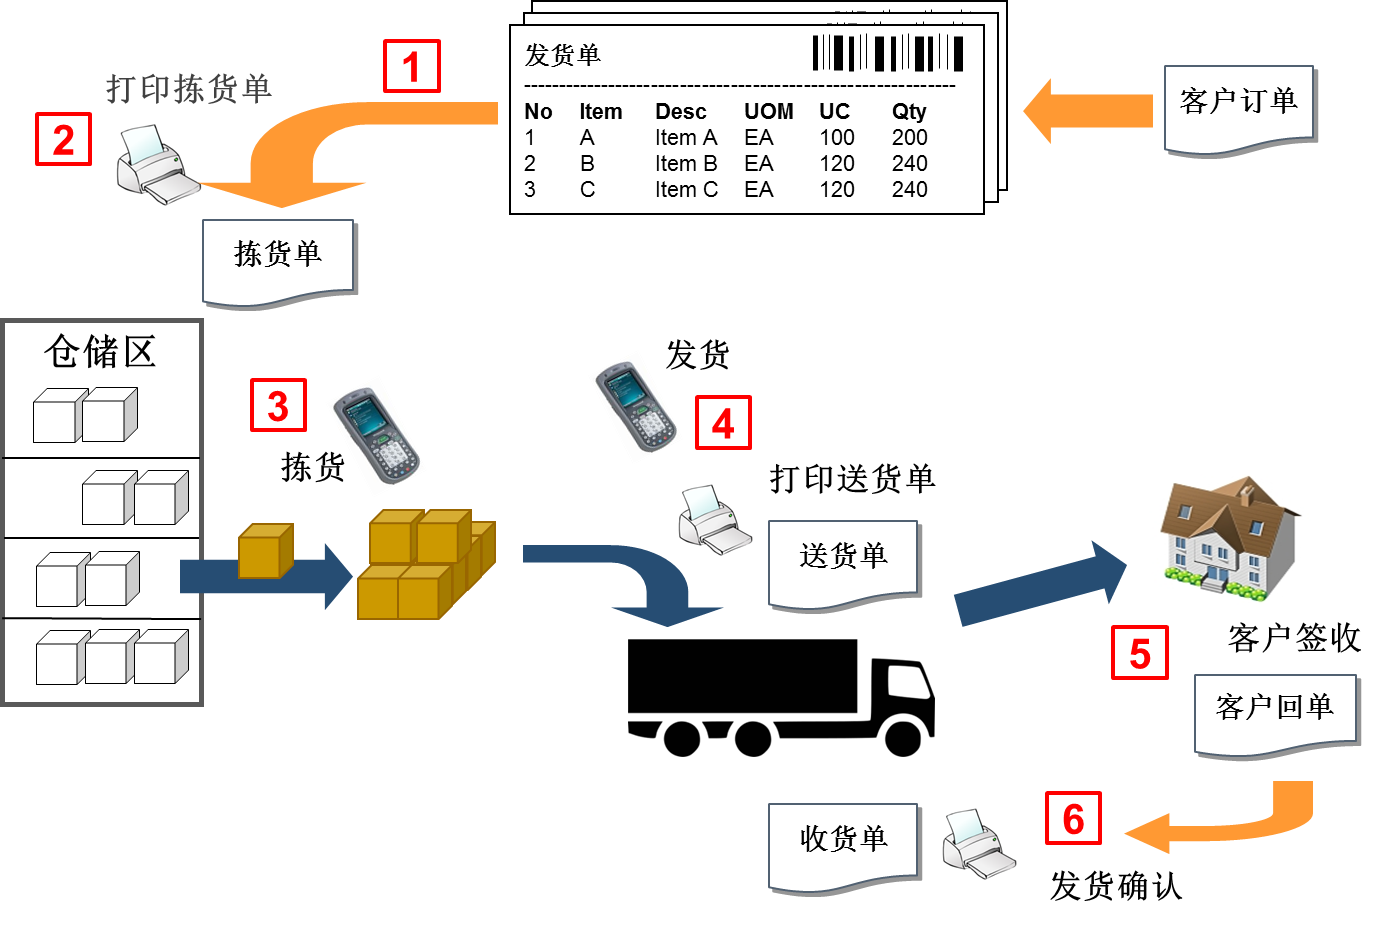 1
发货单
No Item Desc UOM UC Qty
1 A Item A EA 100 200
2 B Item B EA 120 240
3 C Item C EA 120 240
客户订单
打印拣货单
2
拣货单
仓储区
3
拣货
发货
4
打印送货单
送货单
5
客户签收
客户回单
6
收货单
发货确认